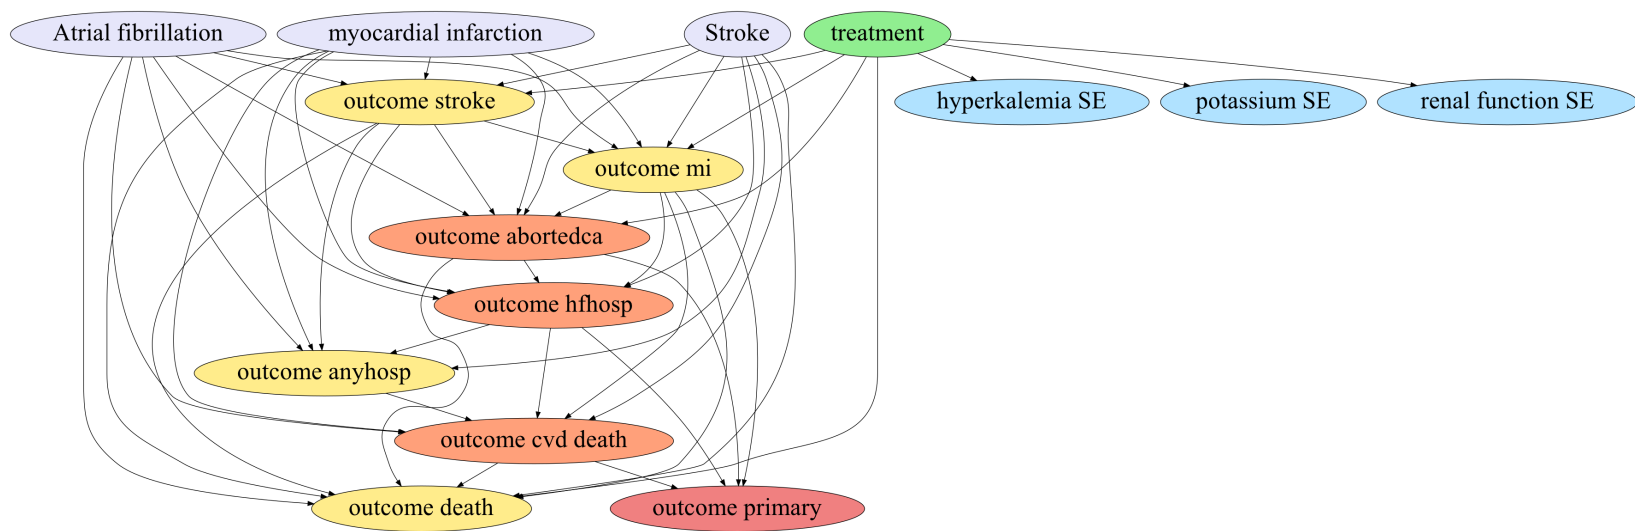 Atrial fibrillation
myocardial infarction
Stroke
treatment
outcome stroke
hyperkalemia SE
potassium SE
renal function SE
outcome mi
outcome abortedca
outcome hfhosp
outcome anyhosp
outcome cvd death
outcome death
outcome primary